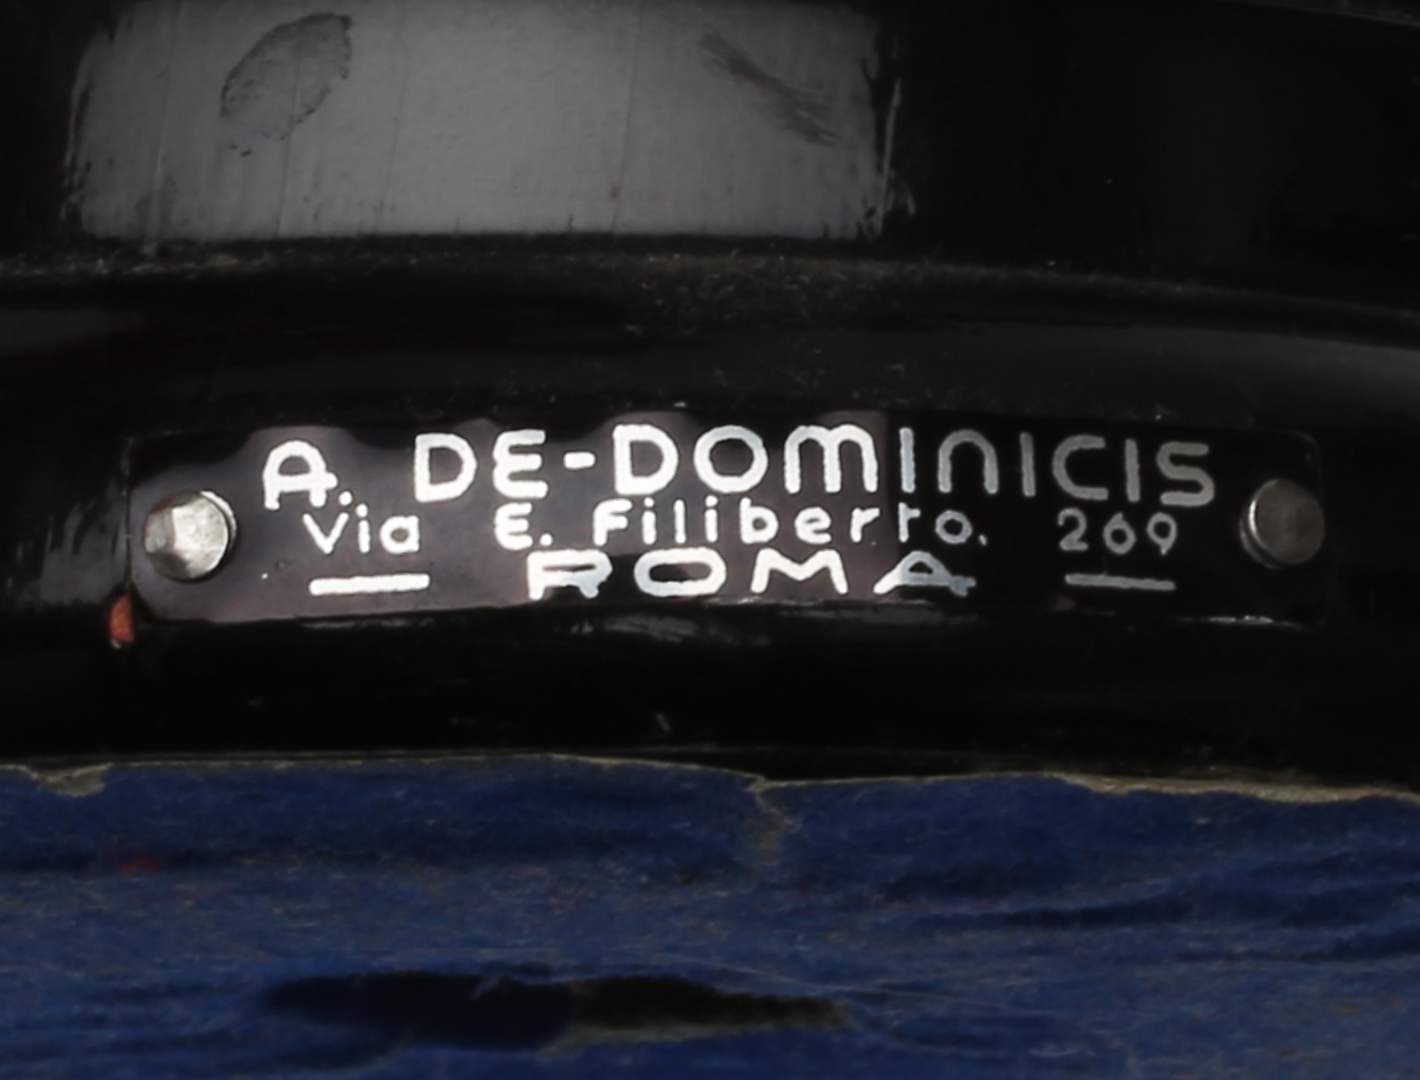 A. DE-DOMINICIS
Via E. Filiberto. 269
ROMA